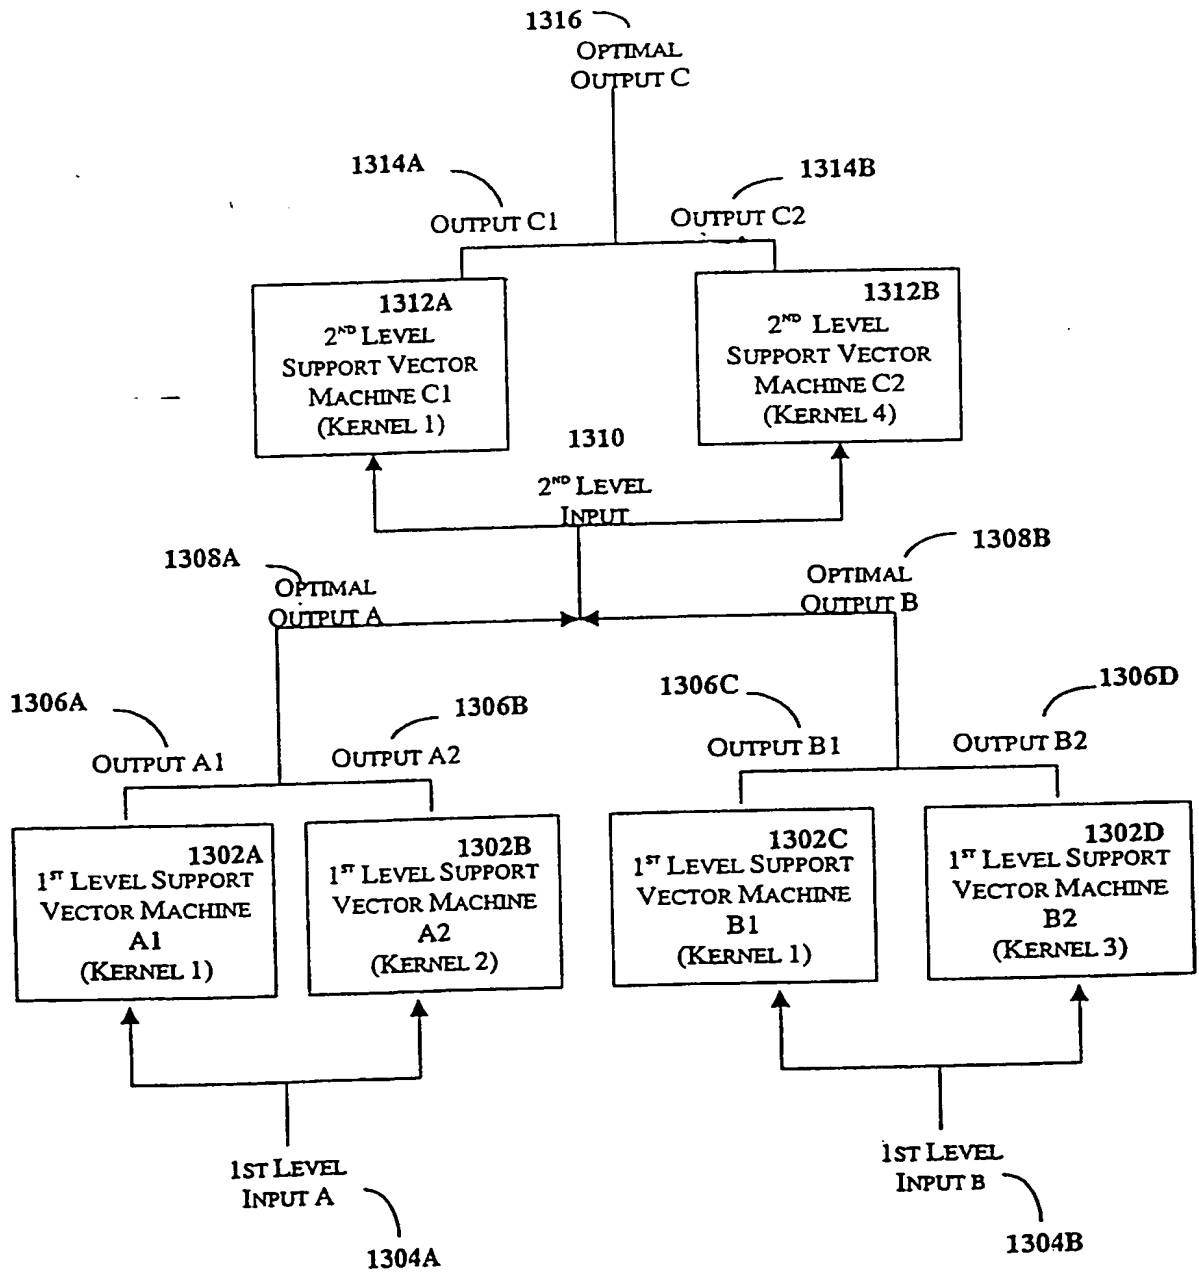 1316
OPTIMAL
OUTPUT C
1314A
1314B
OUTPUT C1
OUTPUT C2
1312A
2ND LEVEL
SUPPORT VECTOR
MACHINE C1
(KERNEL 1)
1312B
2ND LEVEL
SUPPORT VECTOR
MACHINE C2
(KERNEL 4)
1310
2ND LEVEL
INPUT
1308A
OPTIMAL
OUTPUT A
1308B
OPTIMAL
OUTPUT B
1306A
OUTPUT A1
1306B
OUTPUT A2
1306C
OUTPUT B1
1306D
OUTPUT B2
1302A
1ST LEVEL SUPPORT
VECTOR MACHINE
A1
(KERNEL 1)
1302B
1ST LEVEL SUPPORT
VECTOR MACHINE
A2
(KERNEL 2)
1302C
1ST LEVEL SUPPORT
VECTOR MACHINE
B1
(KERNEL 1)
1302D
1ST LEVEL SUPPORT
VECTOR MACHINE
B2
(KERNEL 3)
1ST LEVEL
INPUT A
1304A
1ST LEVEL
INPUT B
1304B